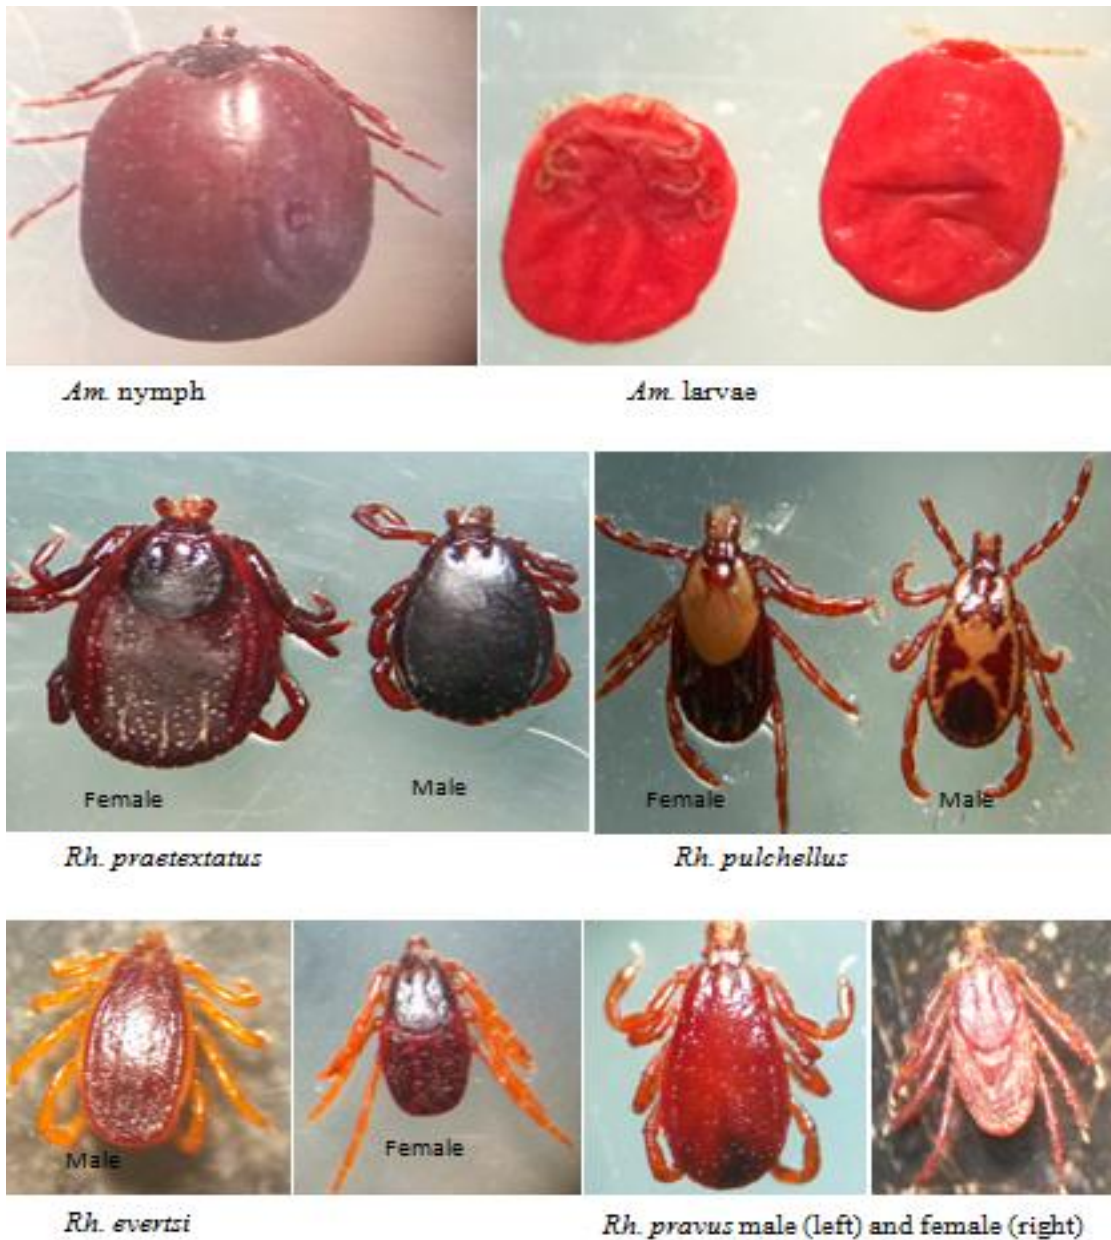 Am. nymph
Am. larvae
Female
Male
Female
Male
Rh. praetextatus
Rh. pulchellus
Male
Female
Rh. evertsi
Rh. pravus male (left) and female (right)